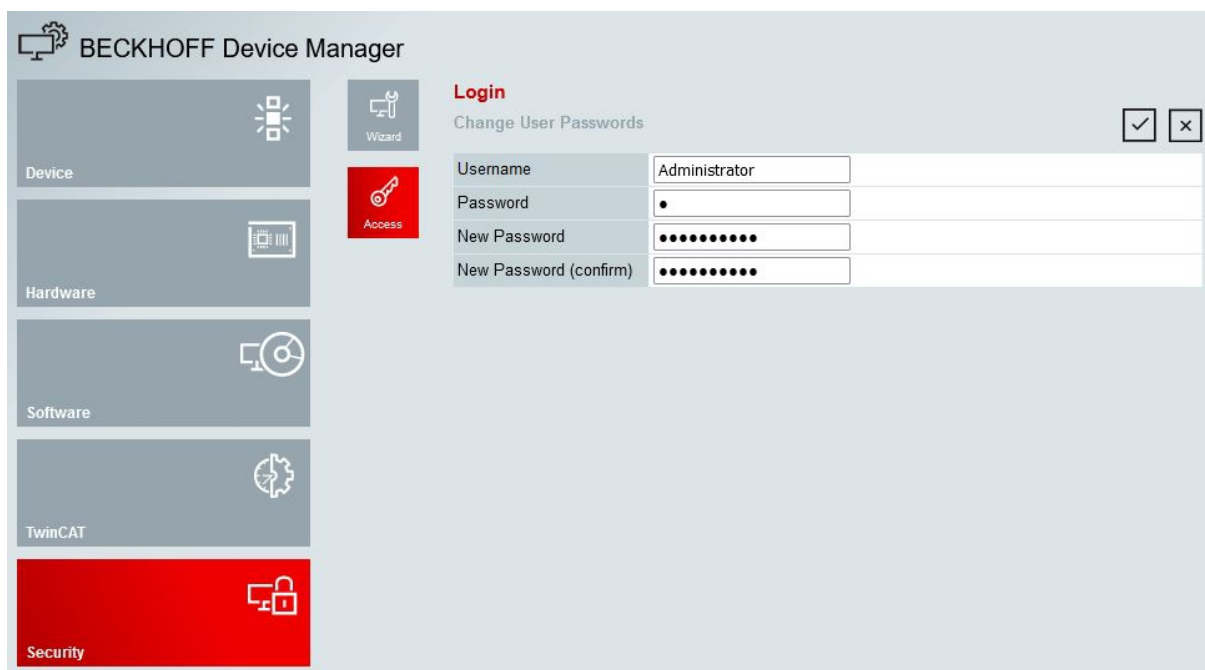 BECKHOFF Device Manager
Device
Hardware
Software
TwinCAT
Security
Wizard
Access
Login
Change User Passwords
Username Administrator
Password ●
New Password ●●●●●●●●●●
New Password (confirm) ●●●●●●●●●●